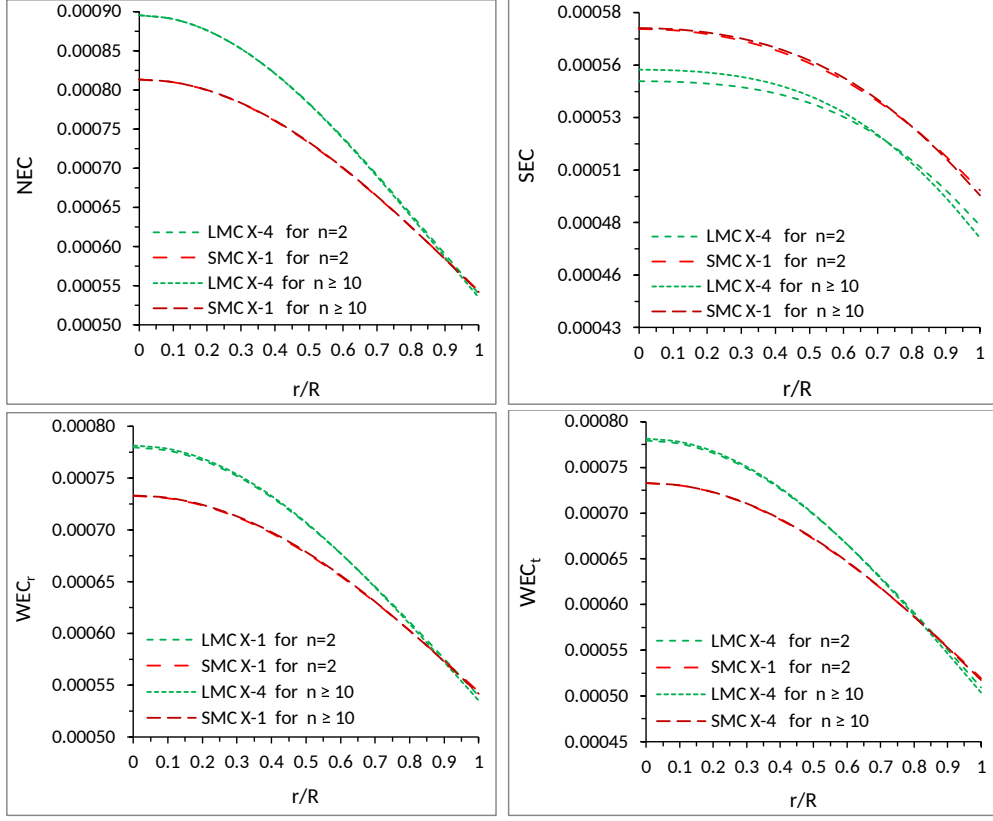 0.00090
0.00085
0.00080
0.00075
0.00070
0.00065
0.00060
0.00055
0.00050
NEC
LMC X-4 for n=2
SMC X-1 for n=2
LMC X-4 for n ≥ 10
SMC X-1 for n ≥ 10
0 0.1 0.2 0.3 0.4 0.5 0.6 0.7 0.8 0.9 1
r/R
0.00058
0.00056
0.00053
0.00051
0.00048
0.00046
0.00043
SEC
LMC X-4 for n=2
SMC X-1 for n=2
LMC X-4 for n ≥ 10
SMC X-1 for n ≥ 10
0 0.1 0.2 0.3 0.4 0.5 0.6 0.7 0.8 0.9 1
r/R
0.00080
0.00075
0.00070
0.00065
0.00060
0.00055
0.00050
WECr
LMC X-1 for n=2
SMC X-1 for n=2
LMC X-4 for n ≥ 10
SMC X-1 for n ≥ 10
0 0.1 0.2 0.3 0.4 0.5 0.6 0.7 0.8 0.9 1
r/R
0.00080
0.00075
0.00070
0.00065
0.00060
0.00055
0.00050
0.00045
WECt
LMC X-4 for n=2
SMC X-1 for n=2
LMC X-4 for n ≥ 10
SMC X-4 for n ≥ 10
0 0.1 0.2 0.3 0.4 0.5 0.6 0.7 0.8 0.9 1
r/R